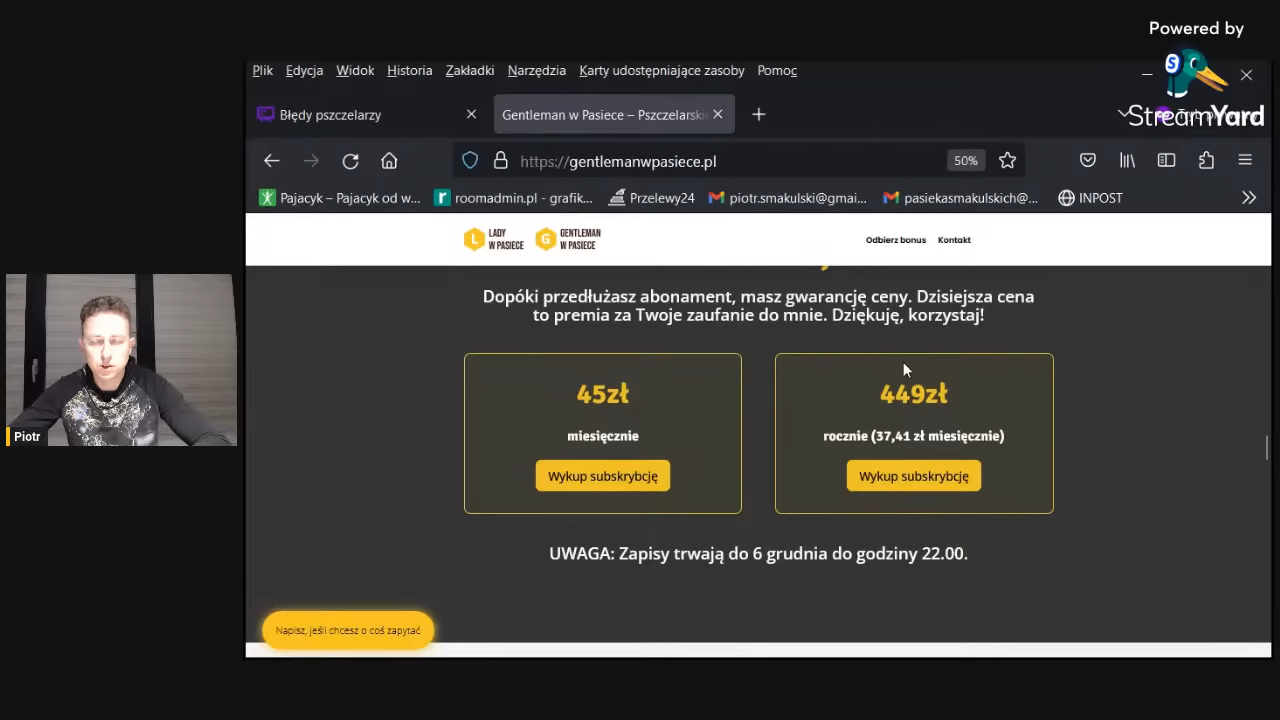 Powered by
StreamYard
Plik Edycja Widok Historia Zakładki Narzędzia Karty udostępniające zasoby Pomoc
Błędy pszczelarzy
Gentleman w Pasiece – Pszczelarski
https://gentlemanwpasiece.pl
50%
Pajacyk – Pajacyk od w...
roomadmin.pl - grafik...
Przelewy24
piotr.smakulski@gmai...
pasiekasmakulskich@...
INPOST
L LADY W PASIECE
G GENTLEMAN W PASIECE
Odbierz bonus Kontakt
Dopóki przedłużasz abonament, masz gwarancję ceny. Dzisiejsza cena
to premia za Twoje zaufanie do mnie. Dziękuję, korzystaj!
45zł
miesięcznie
Wykup subskrybcję
449zł
rocznie (37,41 zł miesięcznie)
Wykup subskrybcję
UWAGA: Zapisy trwają do 6 grudnia do godziny 22.00.
Napisz, jeśli chcesz o coś zapytać
Piotr